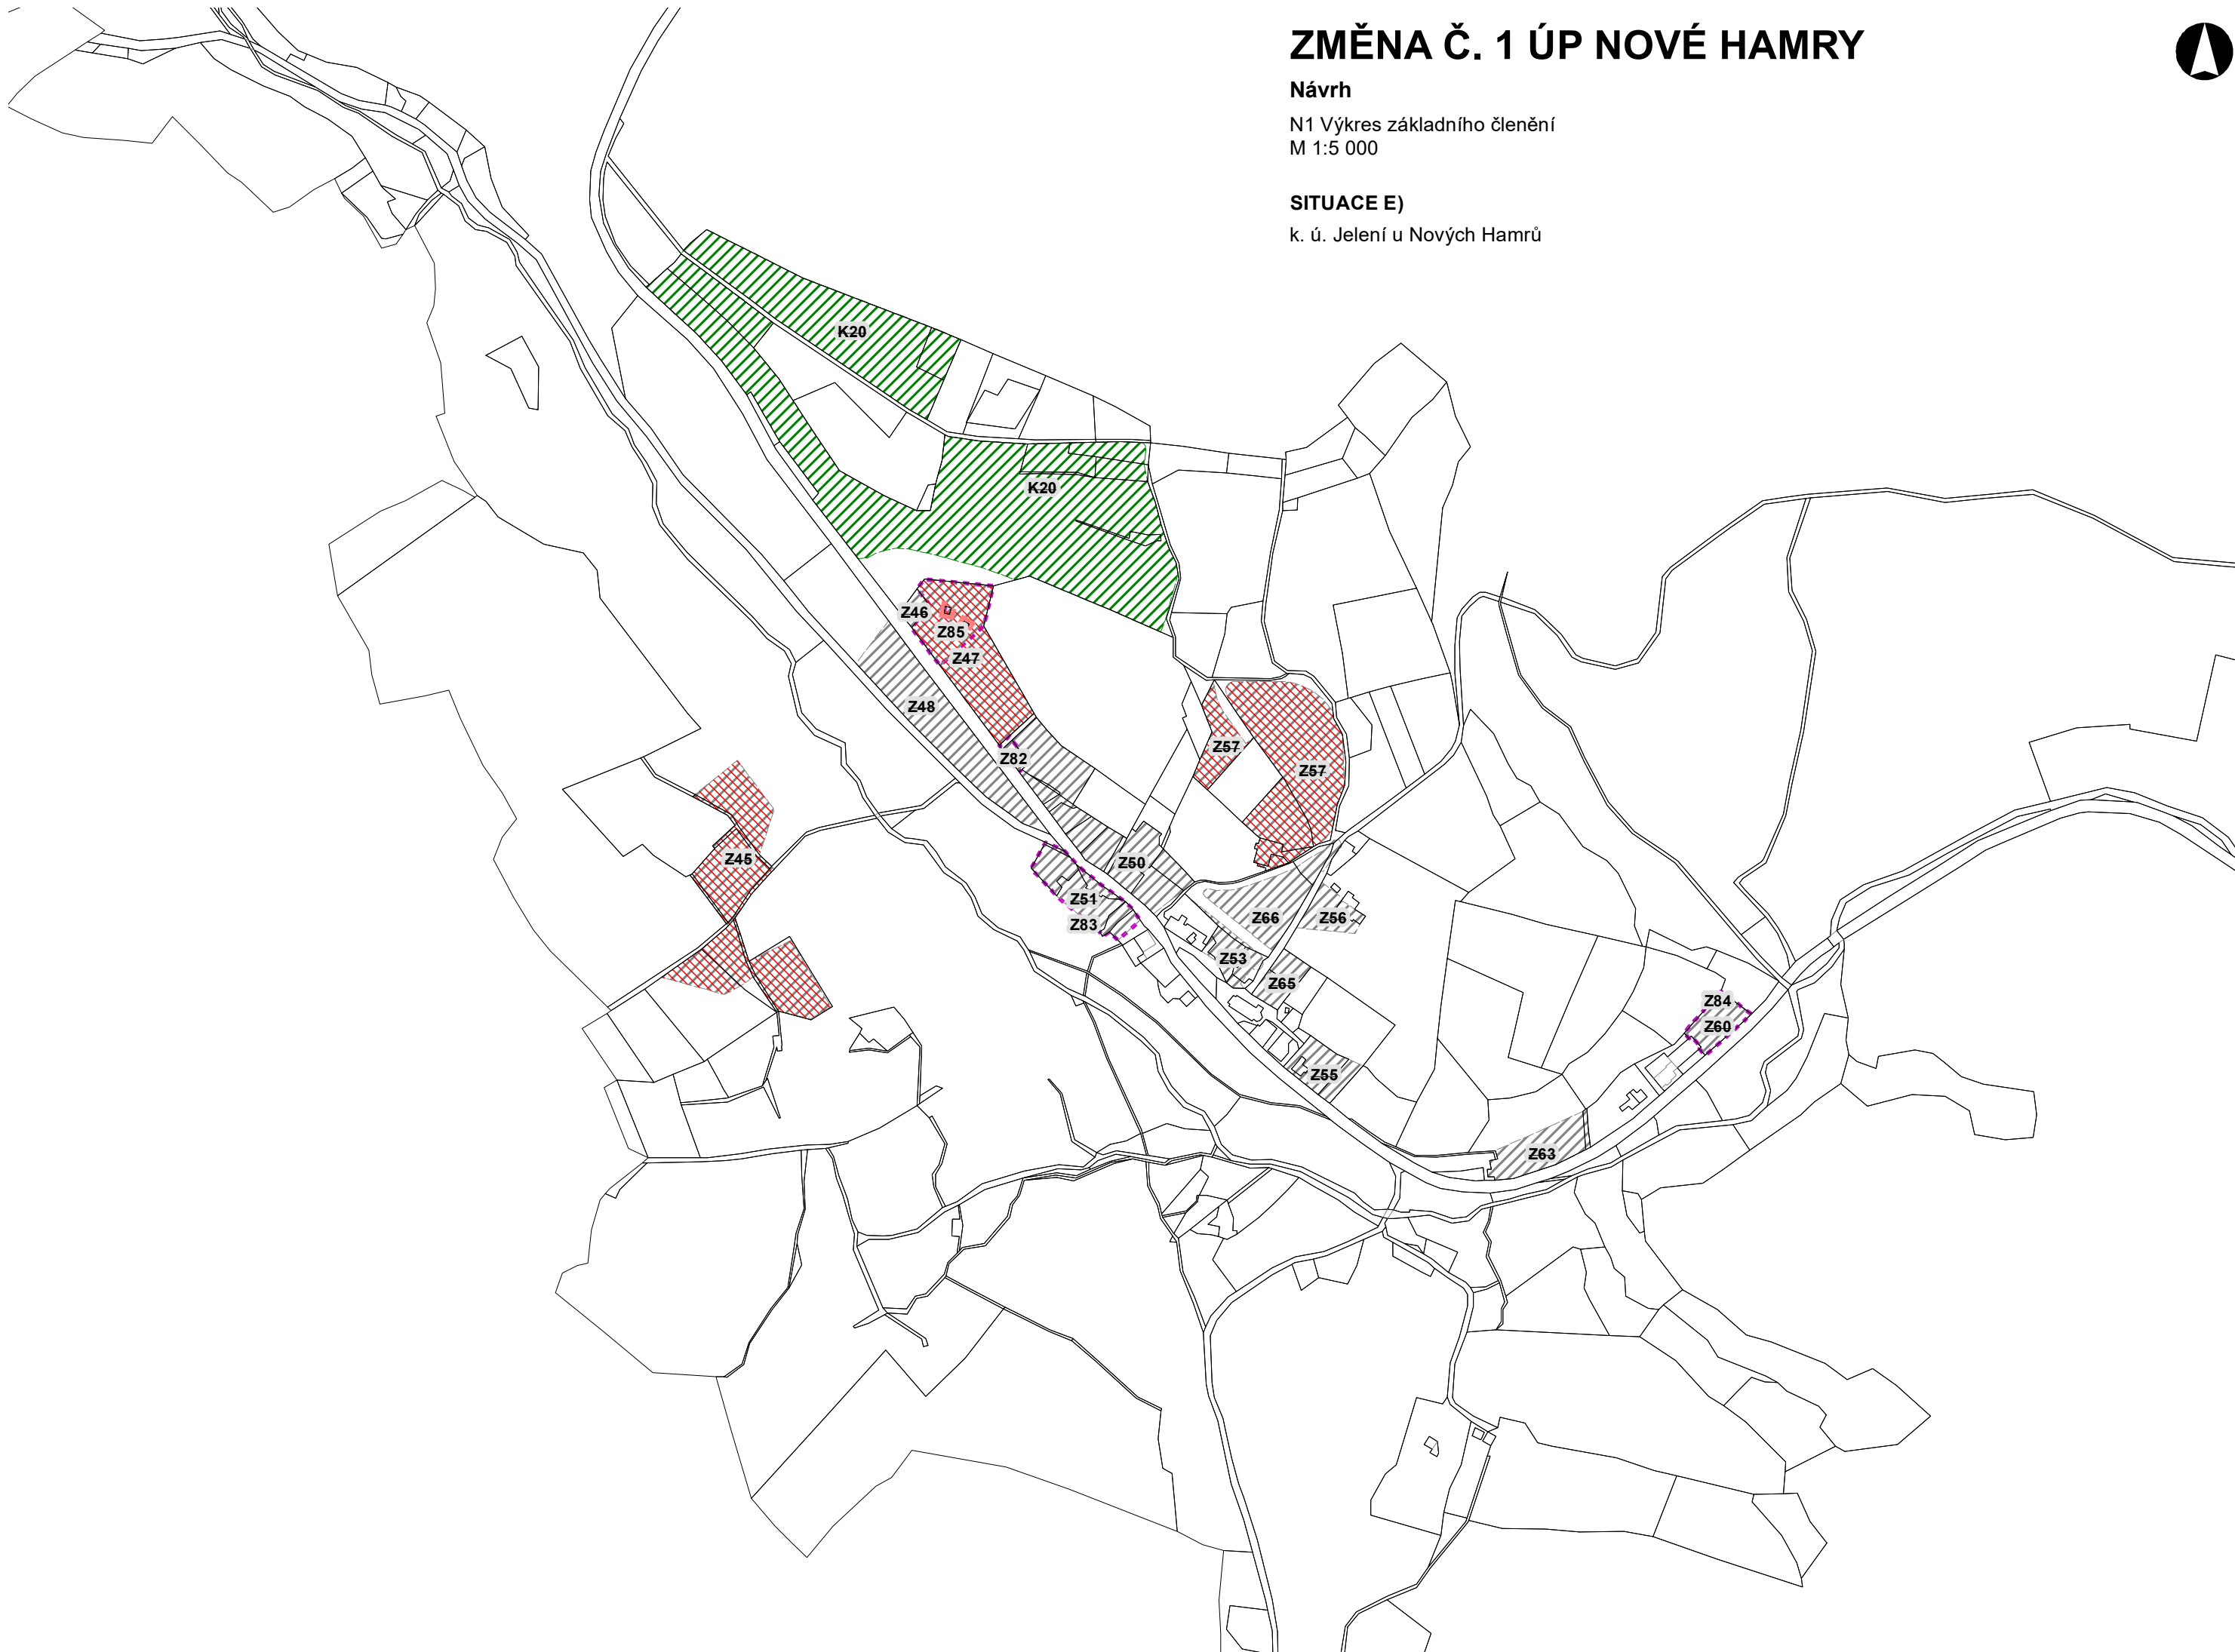 ZMĚNA Č. 1 ÚP NOVÉ HAMRY
Návrh
N1 Výkres základního členění
M 1:5 000
SITUACE E)
k. ú. Jelení u Nových Hamrů
K20
K20
Z46
Z85
Z47
Z48
Z57
Z82
Z57
Z45
Z50
Z51
Z83
Z66
Z56
Z53
Z65
Z84
Z60
Z55
Z63